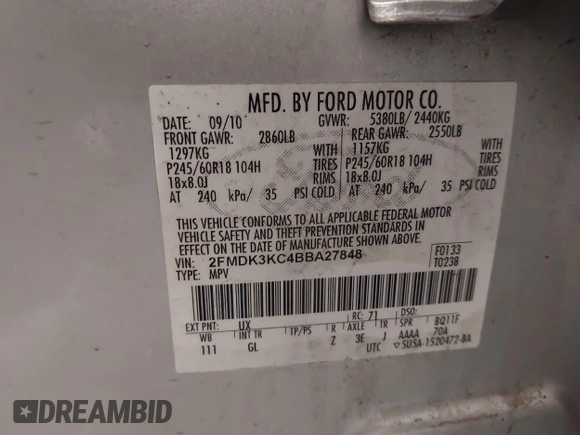 MFD. BY FORD MOTOR CO.
DATE: 09/10 GVWR: 5380LB/ 2440KG
FRONT GAWR: 2860LB REAR GAWR: 2550LB
1297KG WITH 1157KG WITH
P245/60R18 104H TIRES P245/60R18 104H TIRES
18x8.0J RIMS 18x8.0J RIMS
AT 240 kPa/ 35 PSI COLD AT 240 kPa/ 35 PSI COLD
THIS VEHICLE CONFORMS TO ALL APPLICABLE FEDERAL MOTOR
VEHICLE SAFETY AND THEFT PREVENTION STANDARDS IN
EFFECT ON THE DATE OF MANUFACTURE SHOWN ABOVE.
VIN: 2FMDK3KC4BBA27848 F0133
TYPE: MPV T0238
EXT PNT: UX RC: 71 DSO:
WB INT TR TP/PS R AXLE TR SPR BQ11F
111 GL Z 3E J AAAA 70A
UTC ▽5U5A-1520472-BA
DREAMBID